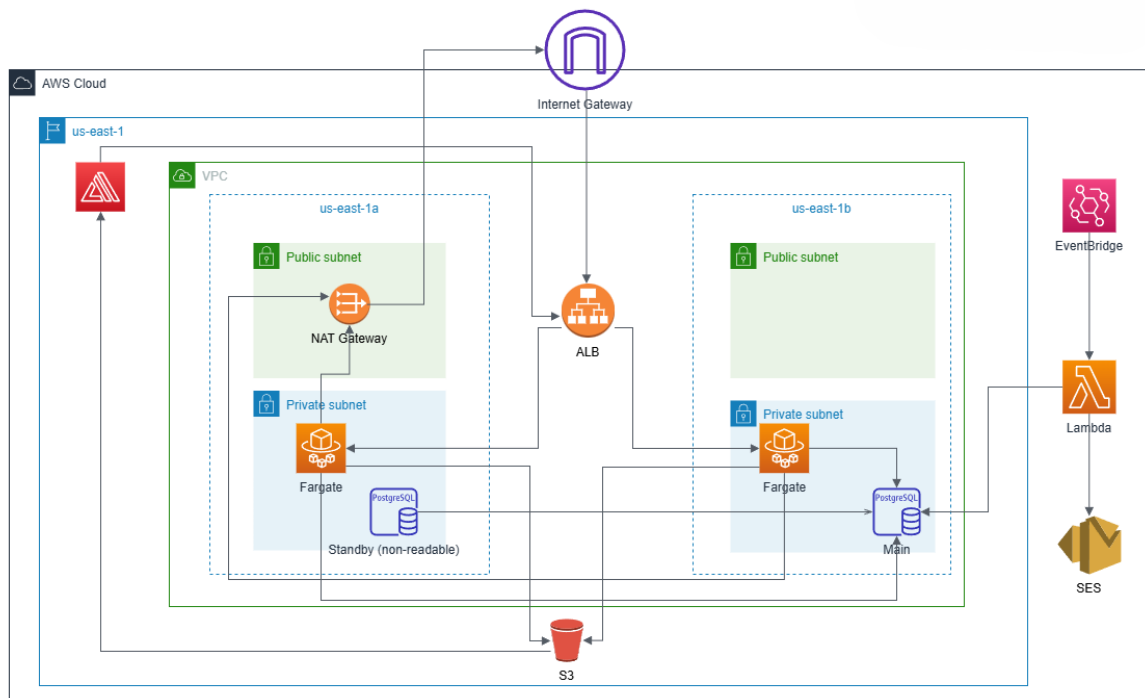 Internet Gateway
AWS Cloud
us-east-1
VPC
us-east-1a
us-east-1b
EventBridge
Public subnet
Public subnet
NAT Gateway
ALB
Private subnet
Private subnet
Lambda
Fargate
Fargate
PostgreSQL
PostgreSQL
Standby (non-readable)
Main
SES
S3